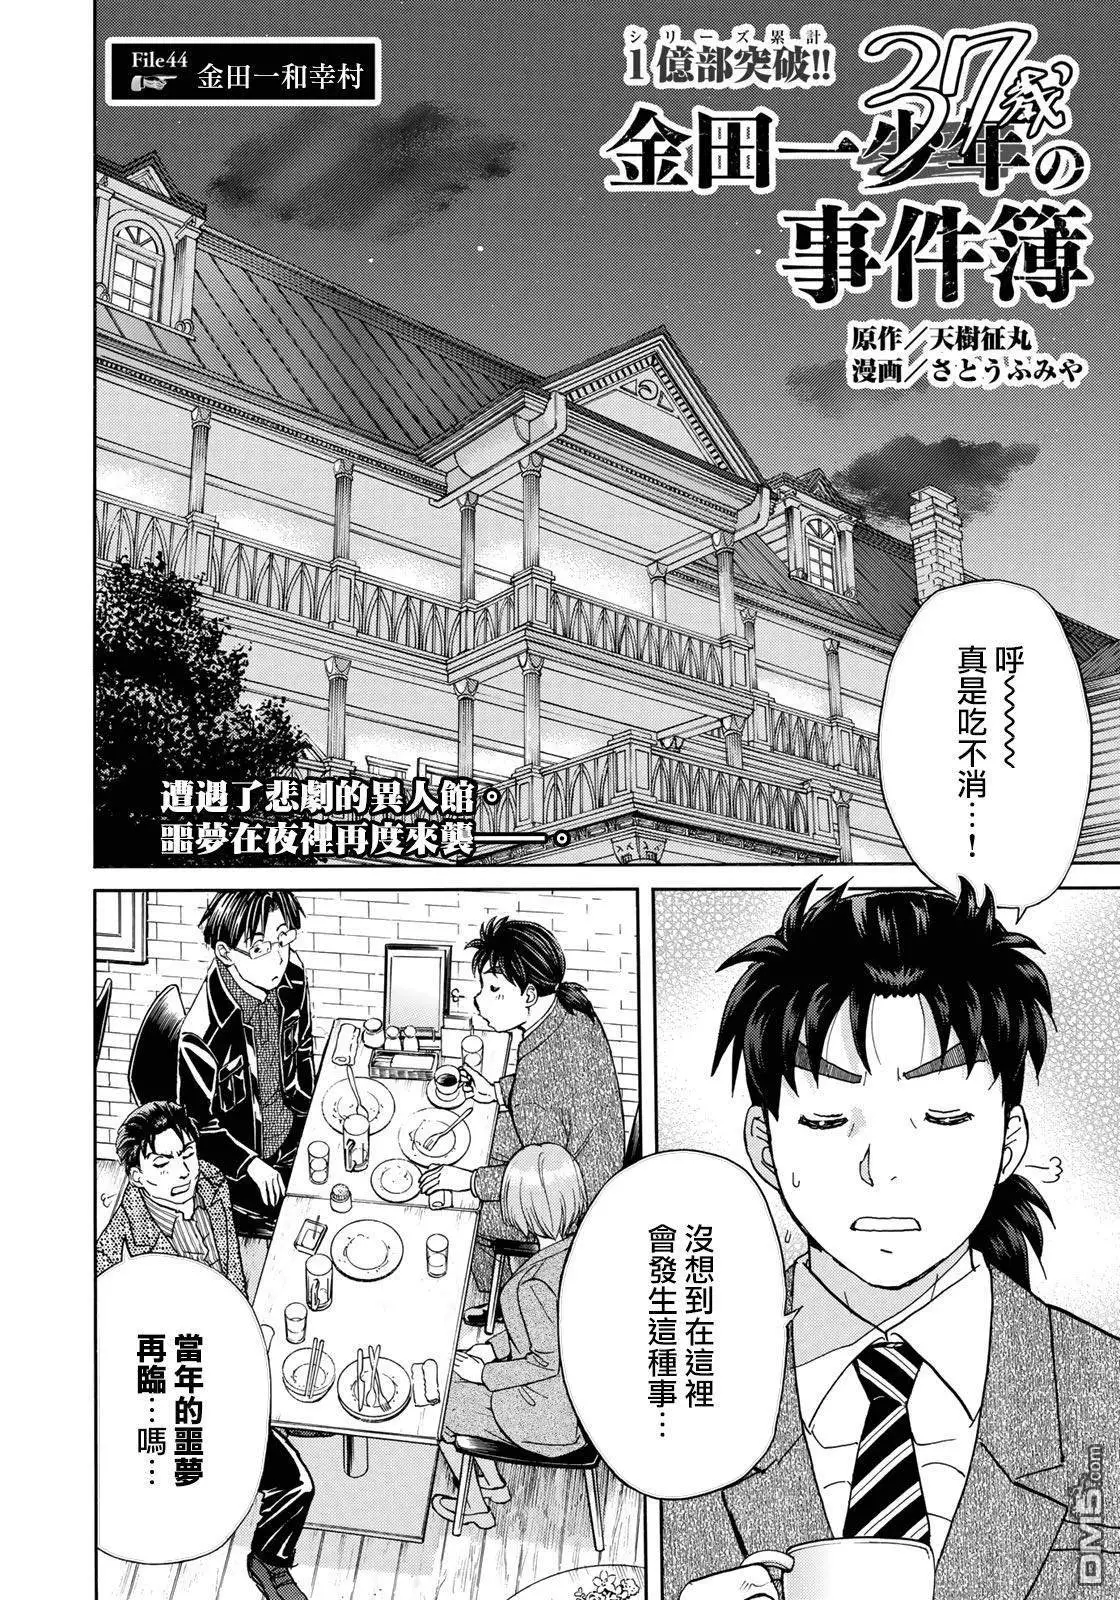 File44
金田一和幸村
シリーズ累計
1億部突破!!
37歳
金田一少年の
事件簿
原作／天樹征丸
漫画／さとうふみや
呼〰〰
真是吃不消…!
遭遇了悲劇的異人館。
噩夢在夜裡再度來襲——。
沒想到在這裡
會發生這種事…
當年的噩夢
再臨…嗎…
DM5.com